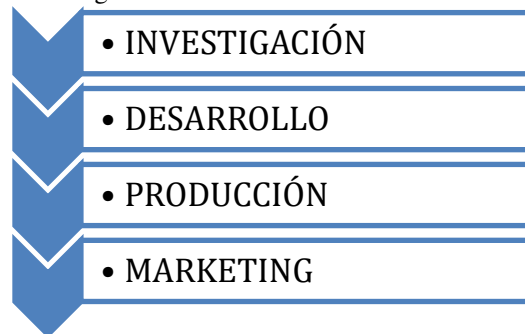 • INVESTIGACIÓN
• DESARROLLO
• PRODUCCIÓN
• MARKETING